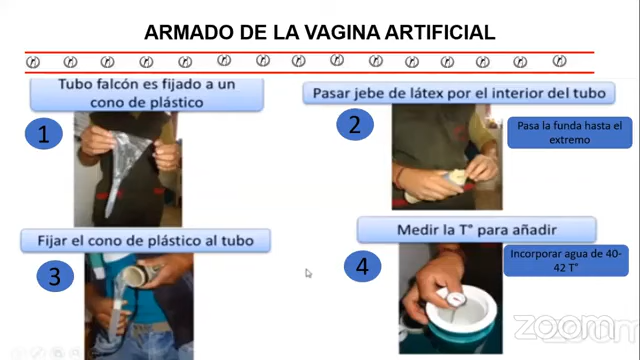 ARMADO DE LA VAGINA ARTIFICIAL
Tubo falcón es fijado a un
cono de plástico
1
Pasar jebe de látex por el interior del tubo
2
Pasa la funda hasta el
extremo
Fijar el cono de plástico al tubo
3
Medir la T° para añadir
4
Incorporar agua de 40-
42 T°
zoom